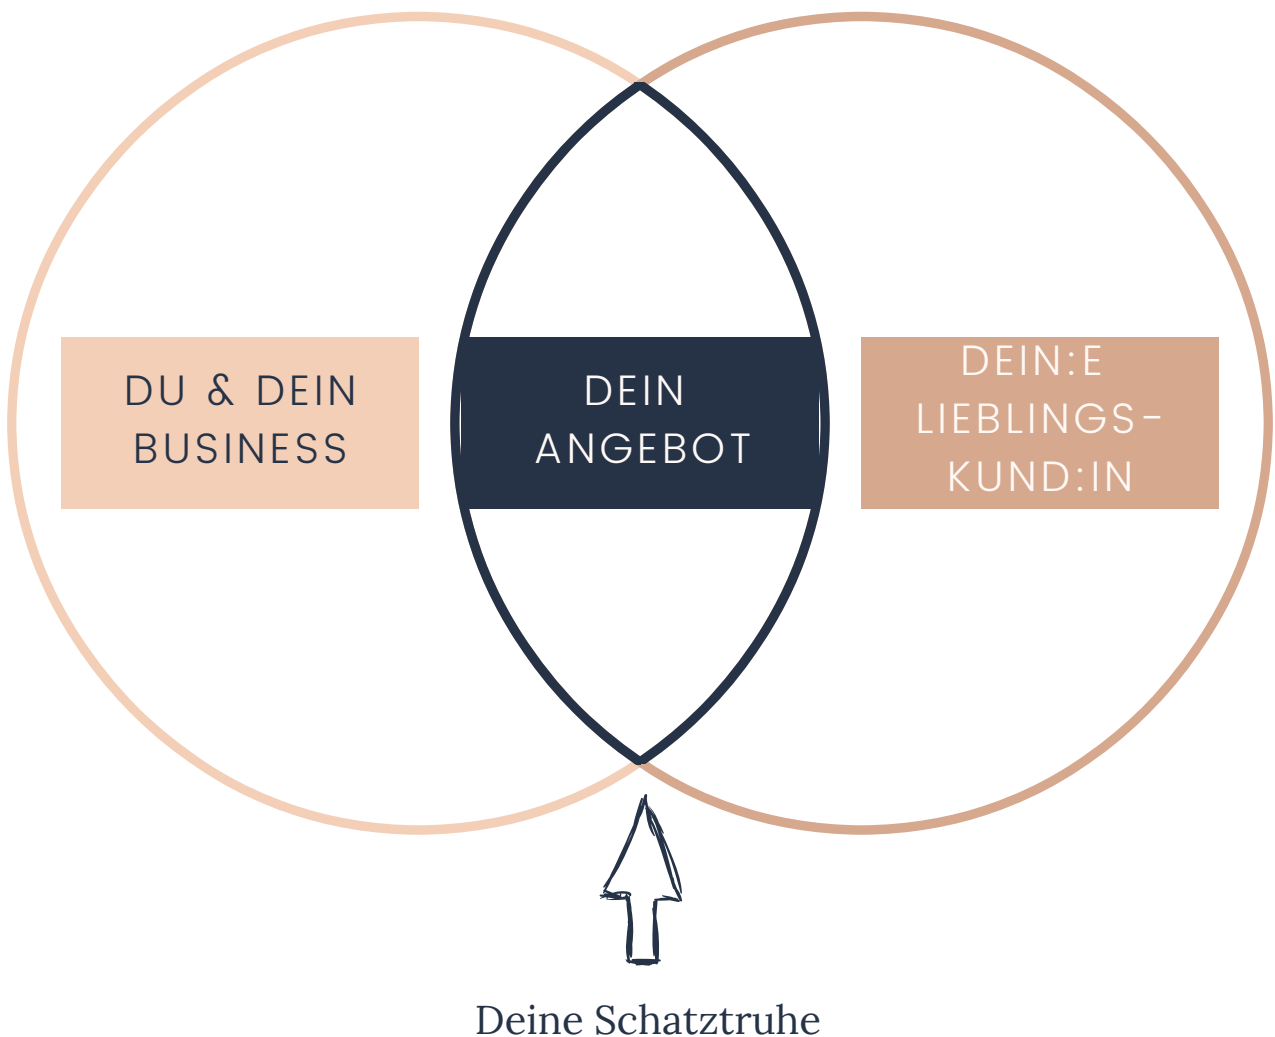 DU & DEIN
BUSINESS
DEIN
ANGEBOT
DEIN:E
LIEBLINGS-
KUND:IN
Deine Schatztruhe